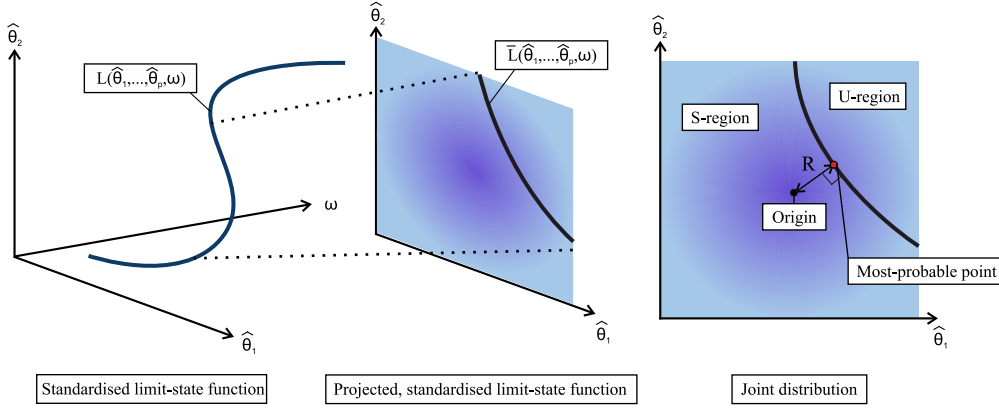 θ̂₂
L(θ̂₁,...,θ̂ₚ,ω)
ω
θ̂₁
Standardised limit-state function
θ̂₂
L̄(θ̂₁,...,θ̂ₚ,ω)
θ̂₁
Projected, standardised limit-state function
θ̂₂
S-region
U-region
R
Origin
Most-probable point
θ̂₁
Joint distribution